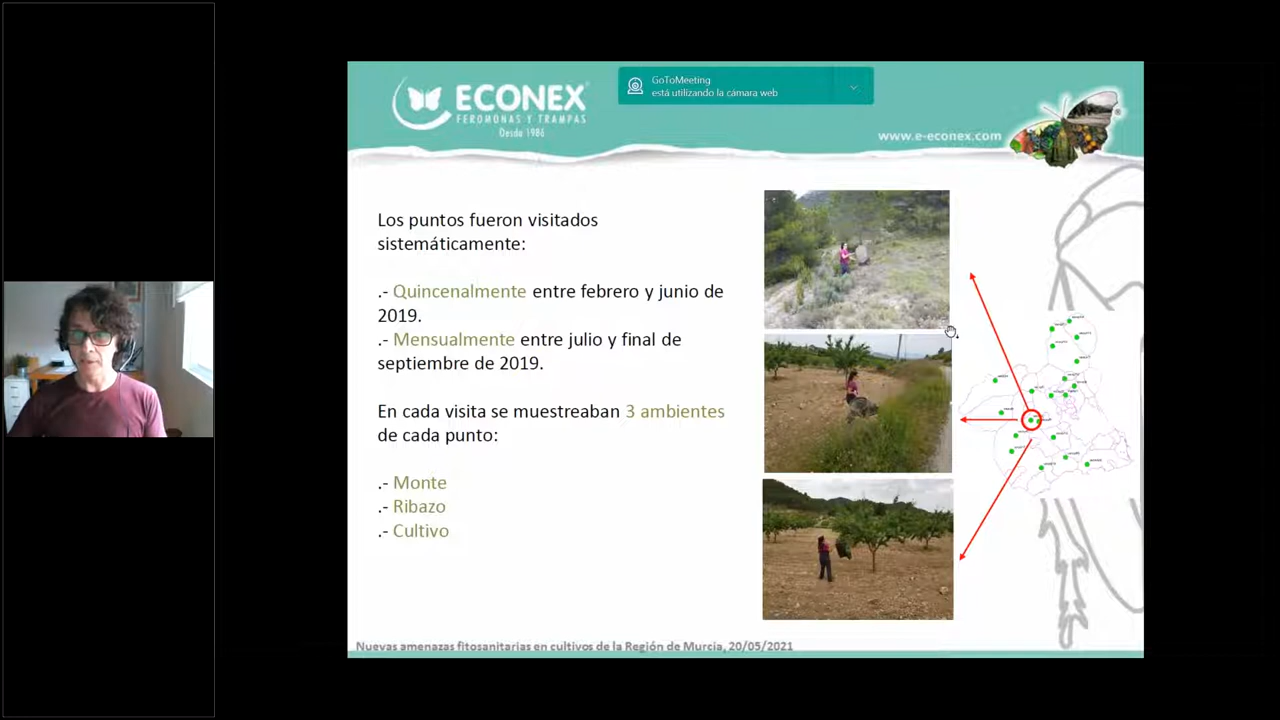 GoToMeeting
está utilizando la cámara web
ECONEX
FEROMONAS Y TRAMPAS
Desde 1986
www.e-econex.com
Los puntos fueron visitados
sistemáticamente:
.- Quincenalmente entre febrero y junio de
2019.
.- Mensualmente entre julio y final de
septiembre de 2019.
En cada visita se muestreaban 3 ambientes
de cada punto:
.- Monte
.- Ribazo
.- Cultivo
Nuevas amenazas fitosanitarias en cultivos de la Región de Murcia, 20/05/2021